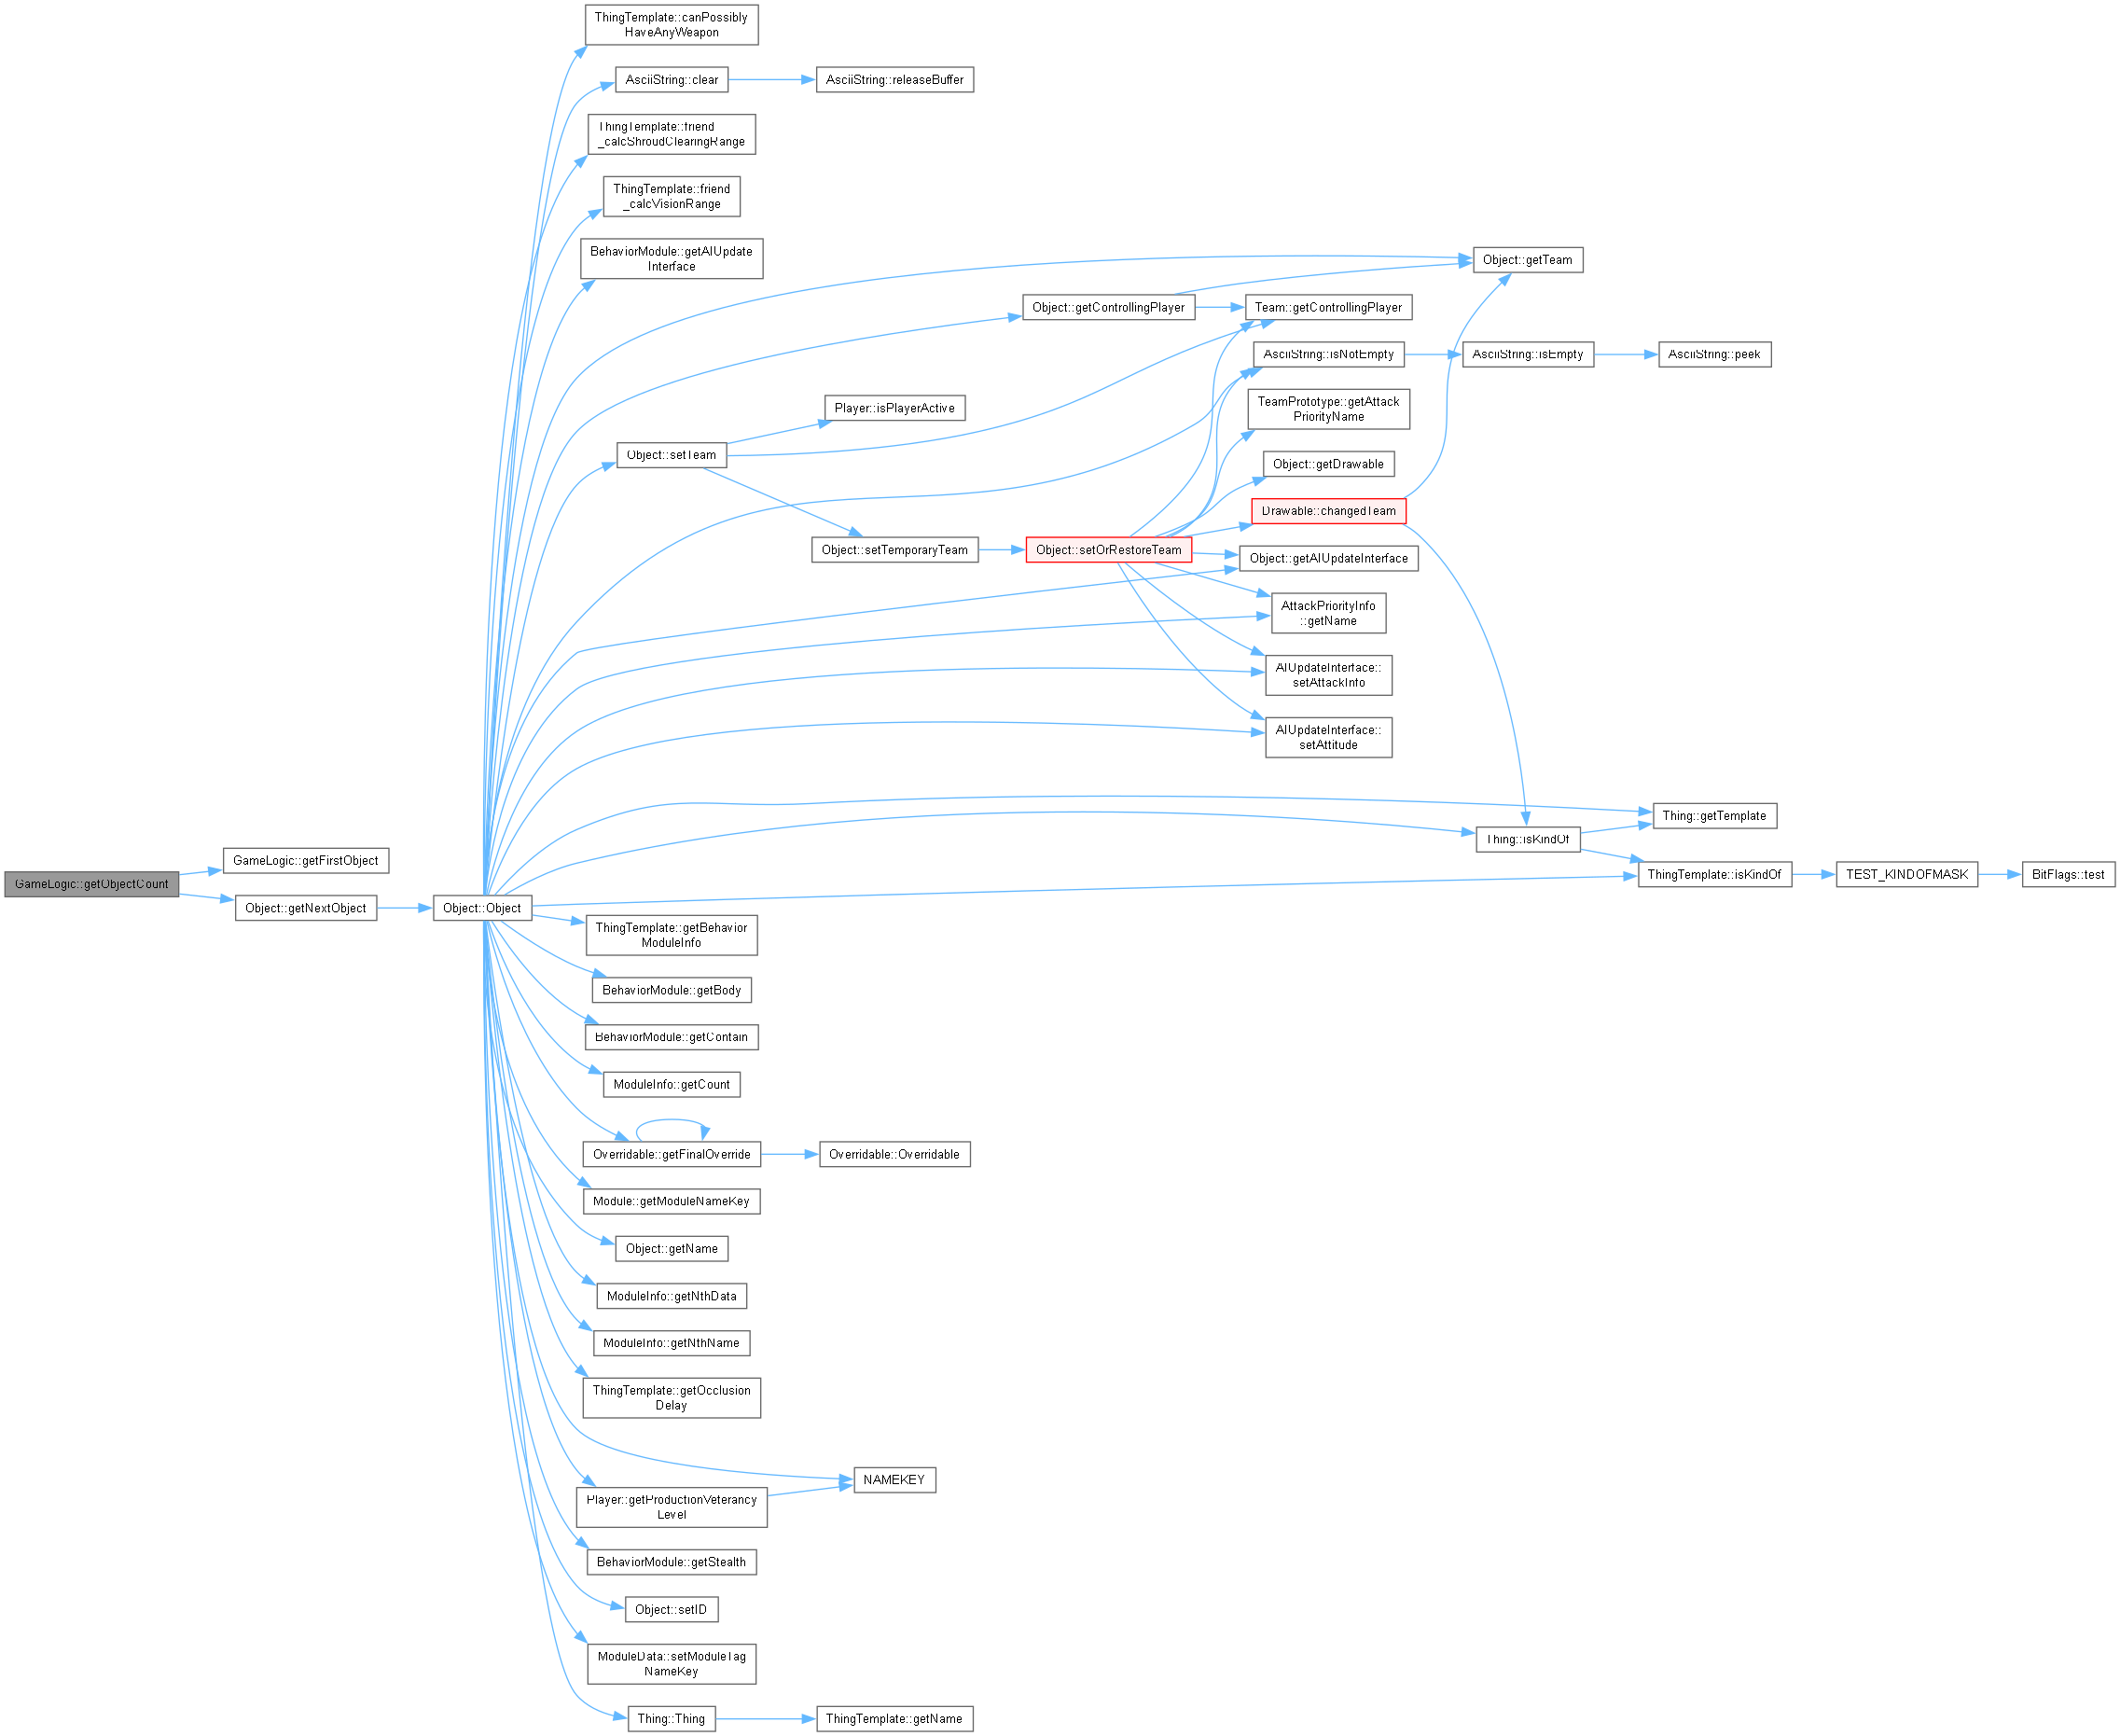 ThingTemplate::canPossibly
HaveAnyWeapon
AsciiString::clear
AsciiString::releaseBuffer
ThingTemplate::friend
_calcShroudClearingRange
ThingTemplate::friend
_calcVisionRange
BehaviorModule::getAIUpdate
Interface
Object::getTeam
Object::getControllingPlayer
Team::getControllingPlayer
AsciiString::isNotEmpty
AsciiString::isEmpty
AsciiString::peek
TeamPrototype::getAttack
PriorityName
Player::isPlayerActive
Object::setTeam
Object::getDrawable
Drawable::changedTeam
Object::setTemporaryTeam
Object::setOrRestoreTeam
Object::getAIUpdateInterface
AttackPriorityInfo
::getName
AIUpdateInterface::
setAttackInfo
AIUpdateInterface::
setAttitude
Thing::getTemplate
Thing::isKindOf
GameLogic::getFirstObject
GameLogic::getObjectCount
ThingTemplate::isKindOf
TEST_KINDOFMASK
BitFlags::test
Object::getNextObject
Object::Object
ThingTemplate::getBehavior
ModuleInfo
BehaviorModule::getBody
BehaviorModule::getContain
ModuleInfo::getCount
Overridable::getFinalOverride
Overridable::Overridable
Module::getModuleNameKey
Object::getName
ModuleInfo::getNthData
ModuleInfo::getNthName
ThingTemplate::getOcclusion
Delay
NAMEKEY
Player::getProductionVeterancy
Level
BehaviorModule::getStealth
Object::setID
ModuleData::setModuleTag
NameKey
Thing::Thing
ThingTemplate::getName